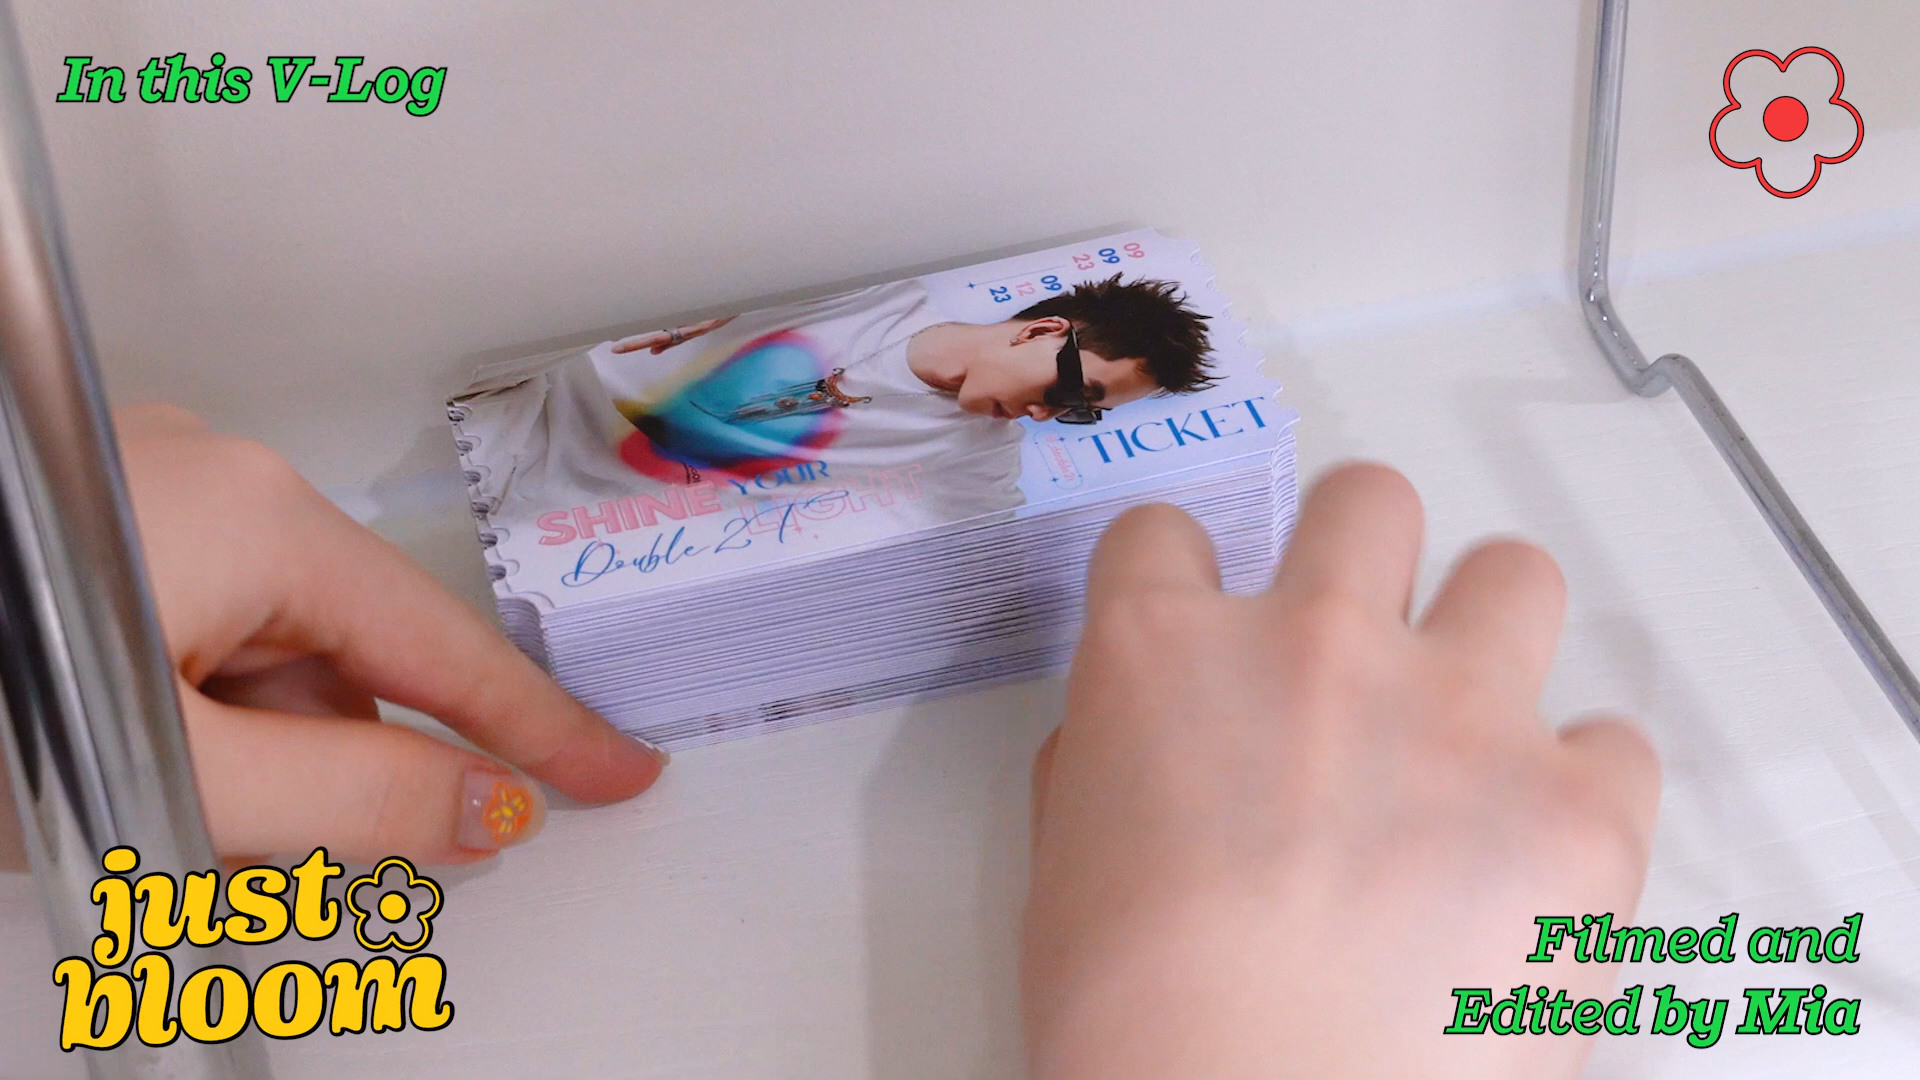 In this V-Log
09
09
23
09
12
23
TICKET
SHINE YOUR
LIGHT
Double 2 T
just
bloom
Filmed and
Edited by Mia